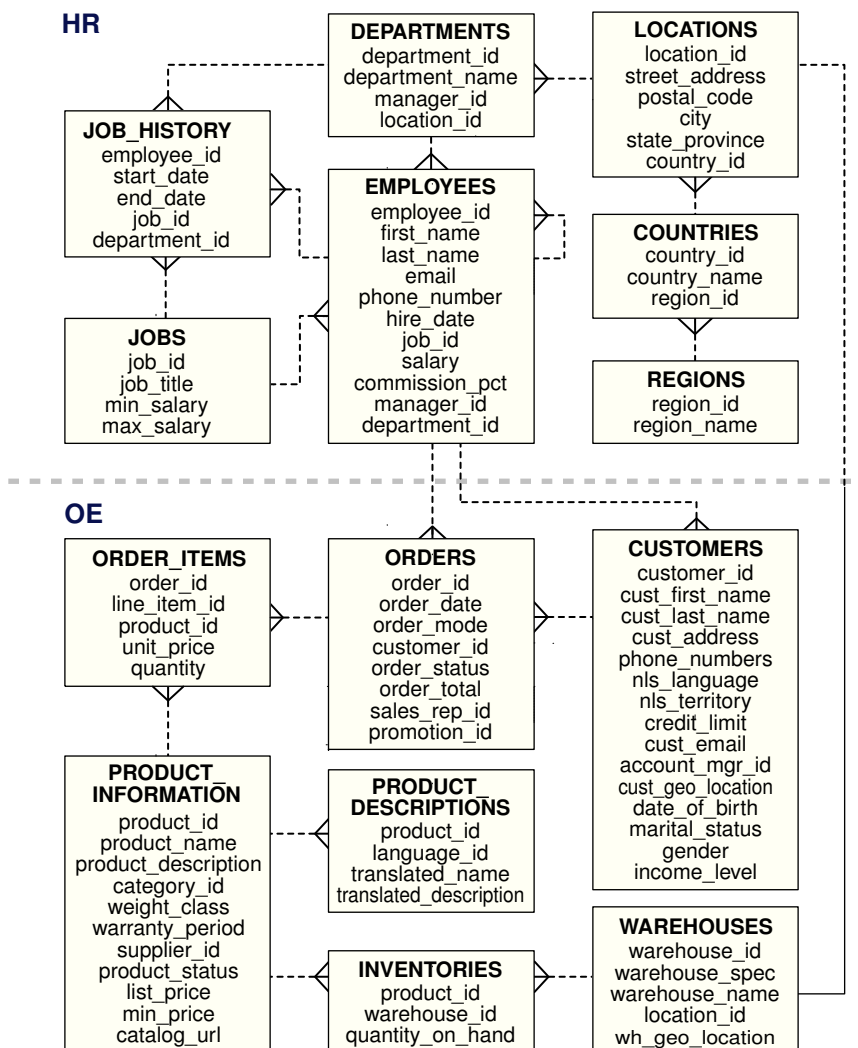 HR
DEPARTMENTS
department_id
department_name
manager_id
location_id
LOCATIONS
location_id
street_address
postal_code
city
state_province
country_id
JOB_HISTORY
employee_id
start_date
end_date
job_id
department_id
EMPLOYEES
employee_id
first_name
last_name
email
phone_number
hire_date
job_id
salary
commission_pct
manager_id
department_id
COUNTRIES
country_id
country_name
region_id
JOBS
job_id
job_title
min_salary
max_salary
REGIONS
region_id
region_name
OE
ORDER_ITEMS
order_id
line_item_id
product_id
unit_price
quantity
ORDERS
order_id
order_date
order_mode
customer_id
order_status
order_total
sales_rep_id
promotion_id
CUSTOMERS
customer_id
cust_first_name
cust_last_name
cust_address
phone_numbers
nls_language
nls_territory
credit_limit
cust_email
account_mgr_id
cust_geo_location
date_of_birth
marital_status
gender
income_level
PRODUCT_
INFORMATION
product_id
product_name
product_description
category_id
weight_class
warranty_period
supplier_id
product_status
list_price
min_price
catalog_url
PRODUCT_
DESCRIPTIONS
product_id
language_id
translated_name
translated_description
INVENTORIES
product_id
warehouse_id
quantity_on_hand
WAREHOUSES
warehouse_id
warehouse_spec
warehouse_name
location_id
wh_geo_location